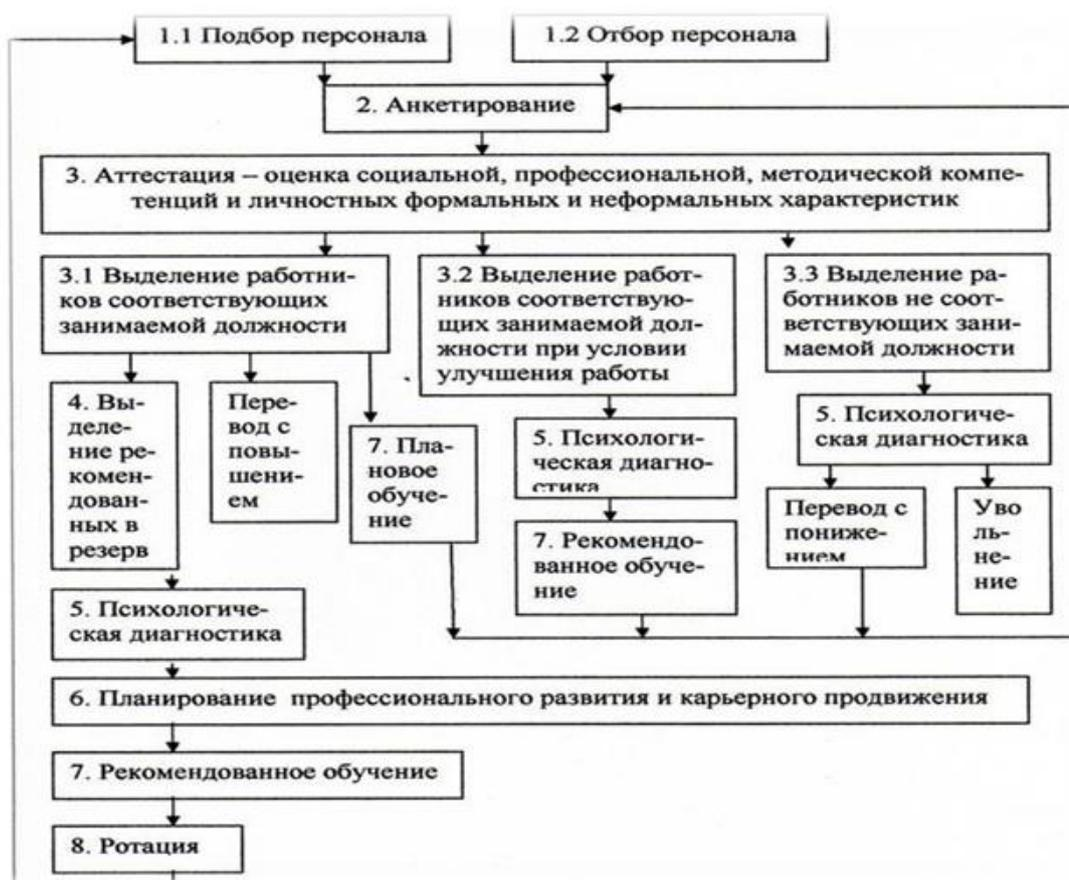 1.1 Подбор персонала
1.2 Отбор персонала
2. Анкетирование
3. Аттестация – оценка социальной, профессиональной, методической компе-
тенций и личностных формальных и неформальных характеристик
3.1 Выделение работни-
ков соответствующих
занимаемой должности
3.2 Выделение работ-
ников соответствую-
щих занимаемой дол-
жности при условии
улучшения работы
3.3 Выделение ра-
ботников не соот-
ветствующих зани-
маемой должности
4. Вы-
деле-
ние ре-
комен-
дован-
ных в
резерв
Пере-
вод с
повы-
шени-
ем
7. Пла-
новое
обуче-
ние
5. Психологи-
ческая диагно-
стика
7. Рекомендо-
ванное обуче-
ние
5. Психологиче-
ская диагностика
Перевод с
пониже-
нием
Уво
ль-
не-
ние
5. Психологиче-
ская диагностика
6. Планирование профессионального развития и карьерного продвижения
7. Рекомендованное обучение
8. Ротация